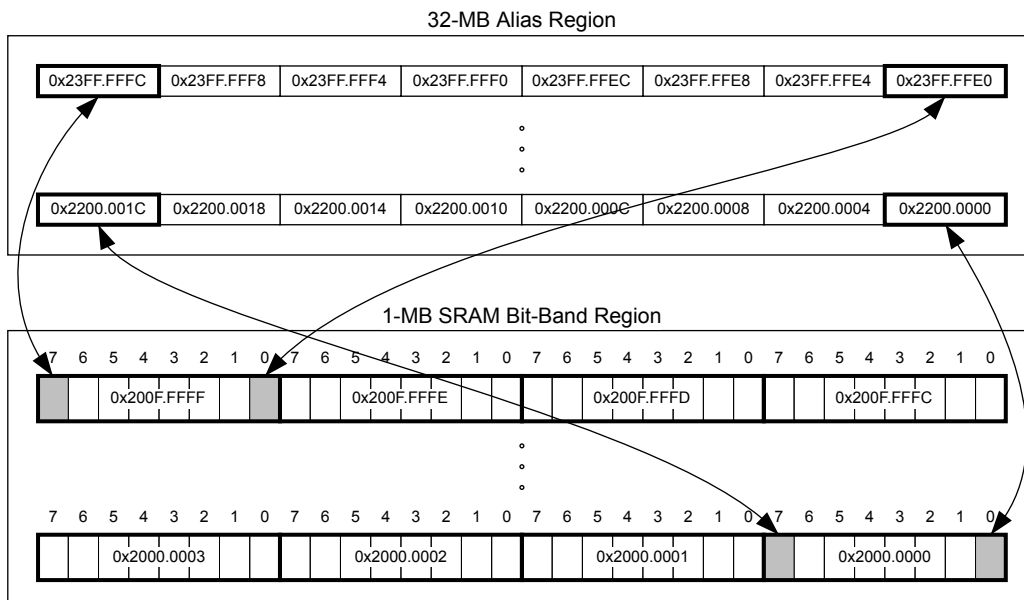 32-MB Alias Region
0x23FF.FFFC 0x23FF.FFF8 0x23FF.FFF4 0x23FF.FFF0 0x23FF.FFEC 0x23FF.FFE8 0x23FF.FFE4 0x23FF.FFE0
0x2200.001C 0x2200.0018 0x2200.0014 0x2200.0010 0x2200.000C 0x2200.0008 0x2200.0004 0x2200.0000
1-MB SRAM Bit-Band Region
7 6 5 4 3 2 1 0 7 6 5 4 3 2 1 0 7 6 5 4 3 2 1 0 7 6 5 4 3 2 1 0
0x200F.FFFF 0x200F.FFFE 0x200F.FFFD 0x200F.FFFC
7 6 5 4 3 2 1 0 7 6 5 4 3 2 1 0 7 6 5 4 3 2 1 0 7 6 5 4 3 2 1 0
0x2000.0003 0x2000.0002 0x2000.0001 0x2000.0000